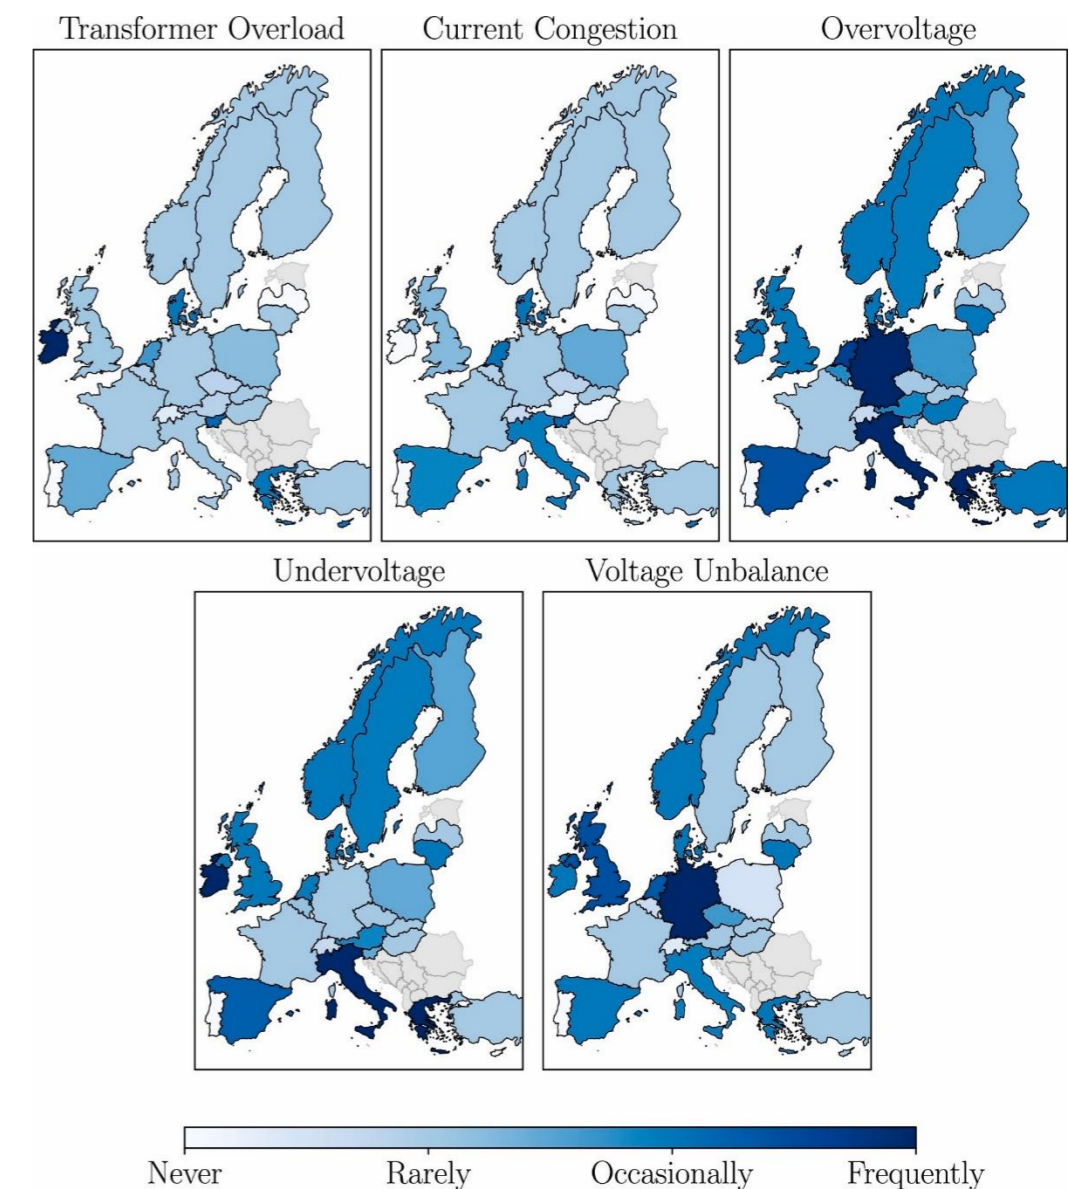 Transformer Overload Current Congestion Overvoltage
Undervoltage Voltage Unbalance
Never Rarely Occasionally Frequently